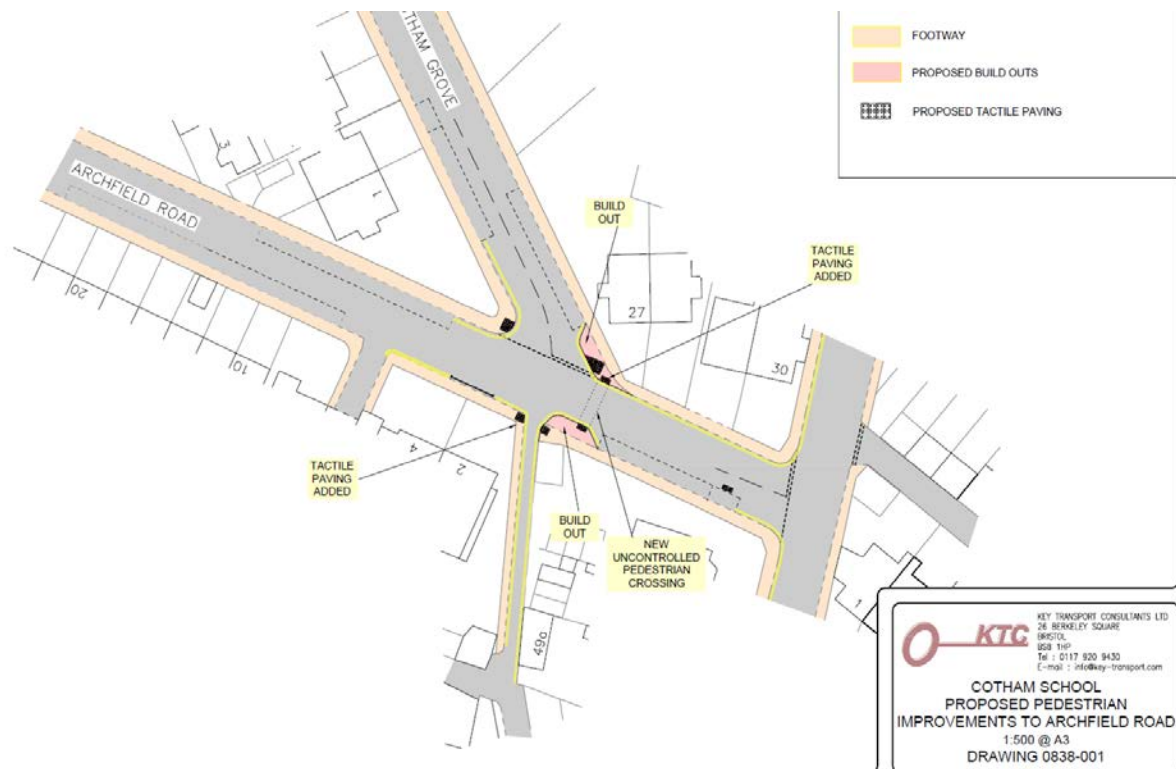 FOOTWAY
PROPOSED BUILD OUTS
PROPOSED TACTILE PAVING
GROVE
ARCHFIELD ROAD
3
1
20
10
4
2
BUILD
OUT
TACTILE
PAVING
ADDED
27
30
TACTILE
PAVING
ADDED
BUILD
OUT
NEW
UNCONTROLLED
PEDESTRIAN
CROSSING
1
KTC
KEY TRANSPORT CONSULTANTS LTD
26 BERKELEY SQUARE
BRISTOL
BS8 1HP
Tel : 0117 920 9430
E-mail : info@key-transport.com
COTHAM SCHOOL
PROPOSED PEDESTRIAN
IMPROVEMENTS TO ARCHFIELD ROAD
1:500 @ A3
DRAWING 0838-001